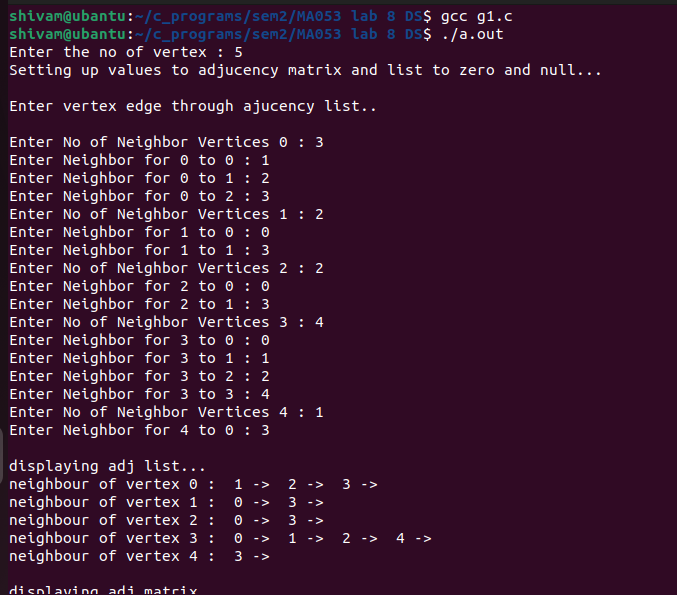 shivam@ubuntu:~/c_programs/sem2/MA053 lab 8 DS$ gcc g1.c
shivam@ubuntu:~/c_programs/sem2/MA053 lab 8 DS$ ./a.out
Enter the no of vertex : 5
Setting up values to adjucency matrix and list to zero and null...
Enter vertex edge through ajucency list..
Enter No of Neighbor Vertices 0 : 3
Enter Neighbor for 0 to 0 : 1
Enter Neighbor for 0 to 1 : 2
Enter Neighbor for 0 to 2 : 3
Enter No of Neighbor Vertices 1 : 2
Enter Neighbor for 1 to 0 : 0
Enter Neighbor for 1 to 1 : 3
Enter No of Neighbor Vertices 2 : 2
Enter Neighbor for 2 to 0 : 0
Enter Neighbor for 2 to 1 : 3
Enter No of Neighbor Vertices 3 : 4
Enter Neighbor for 3 to 0 : 0
Enter Neighbor for 3 to 1 : 1
Enter Neighbor for 3 to 2 : 2
Enter Neighbor for 3 to 3 : 4
Enter No of Neighbor Vertices 4 : 1
Enter Neighbor for 4 to 0 : 3
displaying adj list...
neighbour of vertex 0 :  1 ->  2 ->  3 ->
neighbour of vertex 1 :  0 ->  3 ->
neighbour of vertex 2 :  0 ->  3 ->
neighbour of vertex 3 :  0 ->  1 ->  2 ->  4 ->
neighbour of vertex 4 :  3 ->
displaying adj matrix